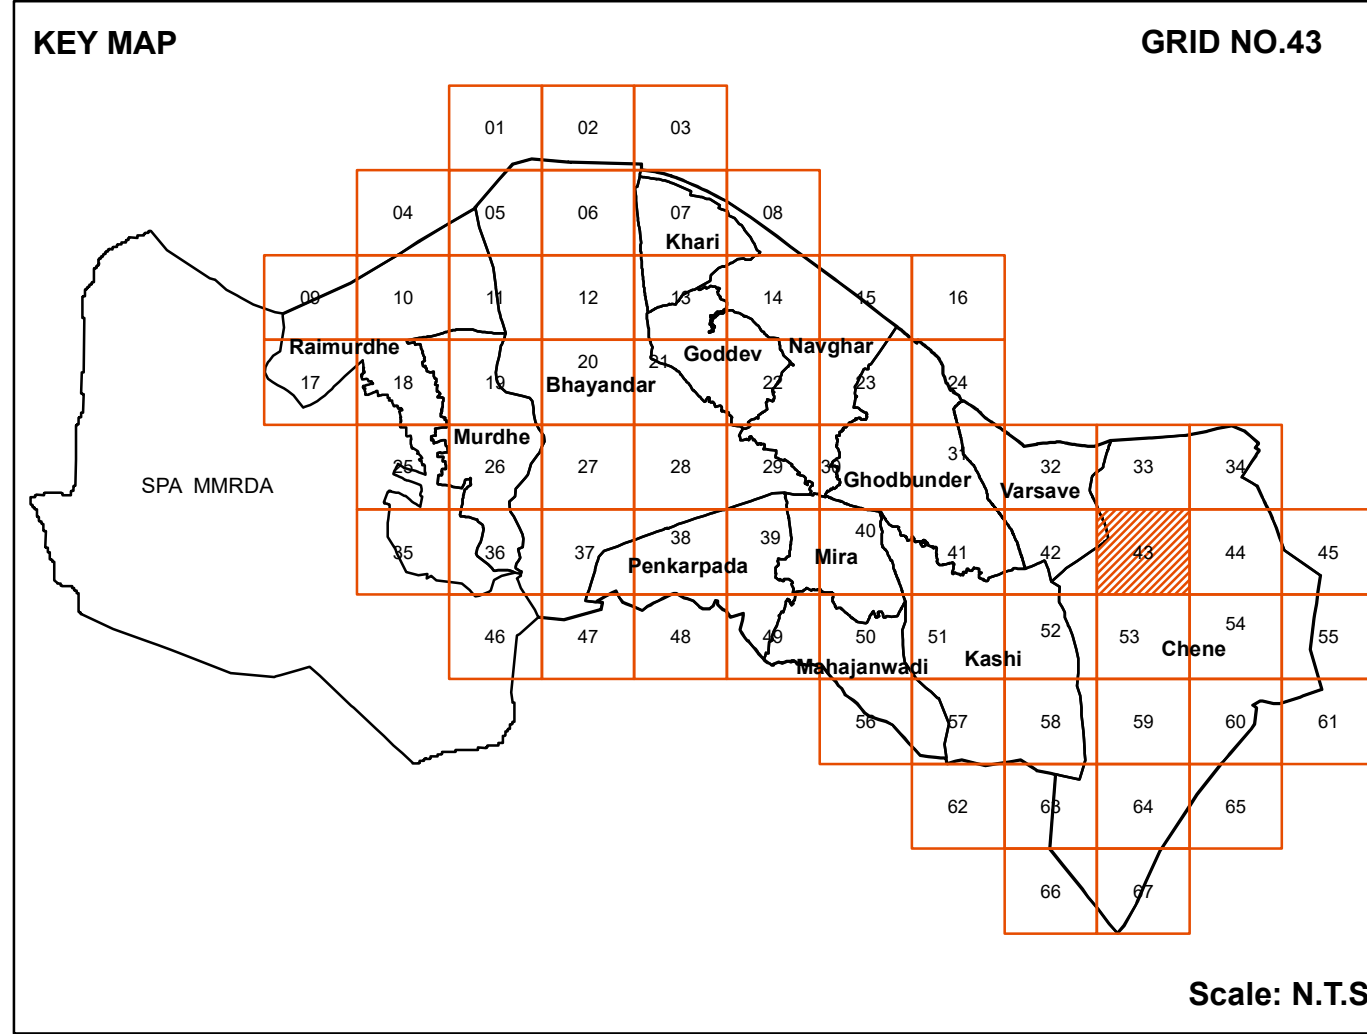 KEY MAP GRID NO.43
01 02 03
04 05 06 07 08
Khari
09 10 11 12 13 14 15 16
Raimurdhe Goddev Navghar
17 18 19 20 21 22 23 24
Bhayandar
Murdhe
25 26 27 28 29 30 31 32 33 34
SPA MMRDA Ghodbunder Varsave
35 36 37 38 39 40 41 42 43 44 45
Penkarpada Mira
46 47 48 49 50 51 52 53 54 55
Mahajanwadi Kashi Chene
56 57 58 59 60 61
62 63 64 65
66 67
Scale: N.T.S